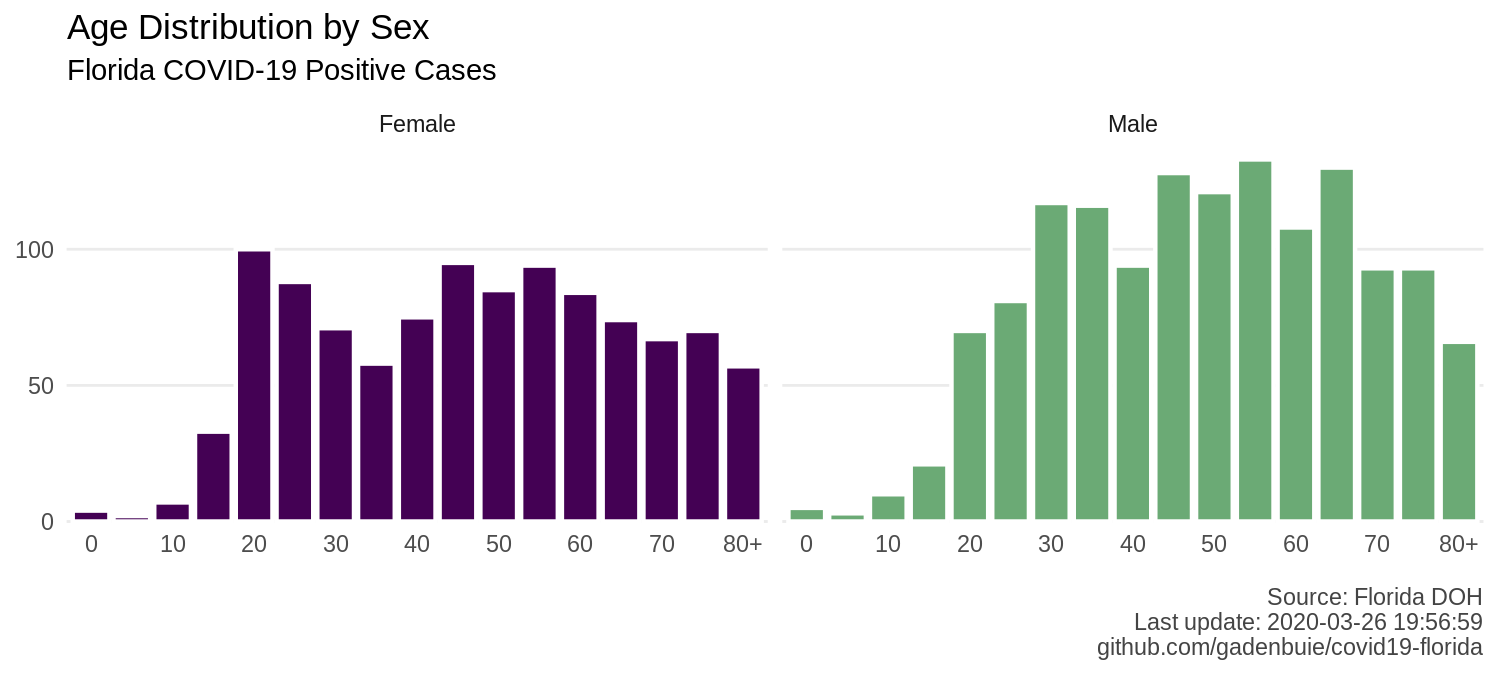 Age Distribution by Sex
Florida COVID-19 Positive Cases
Female
Male
100
50
0
0 10 20 30 40 50 60 70 80+
0 10 20 30 40 50 60 70 80+
Source: Florida DOH
Last update: 2020-03-26 19:56:59
github.com/gadenbuie/covid19-florida